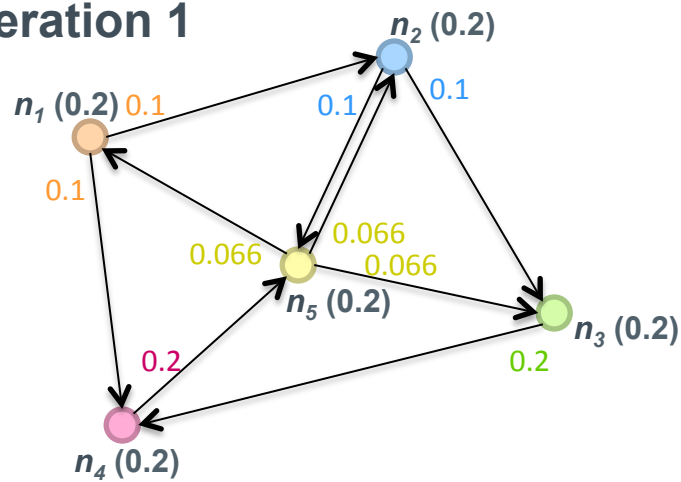 eration 1
n2 (0.2)
n1 (0.2) 0.1
0.1
0.1
0.1
0.066
0.066
0.066
n5 (0.2)
n3 (0.2)
0.2
0.2
n4 (0.2)